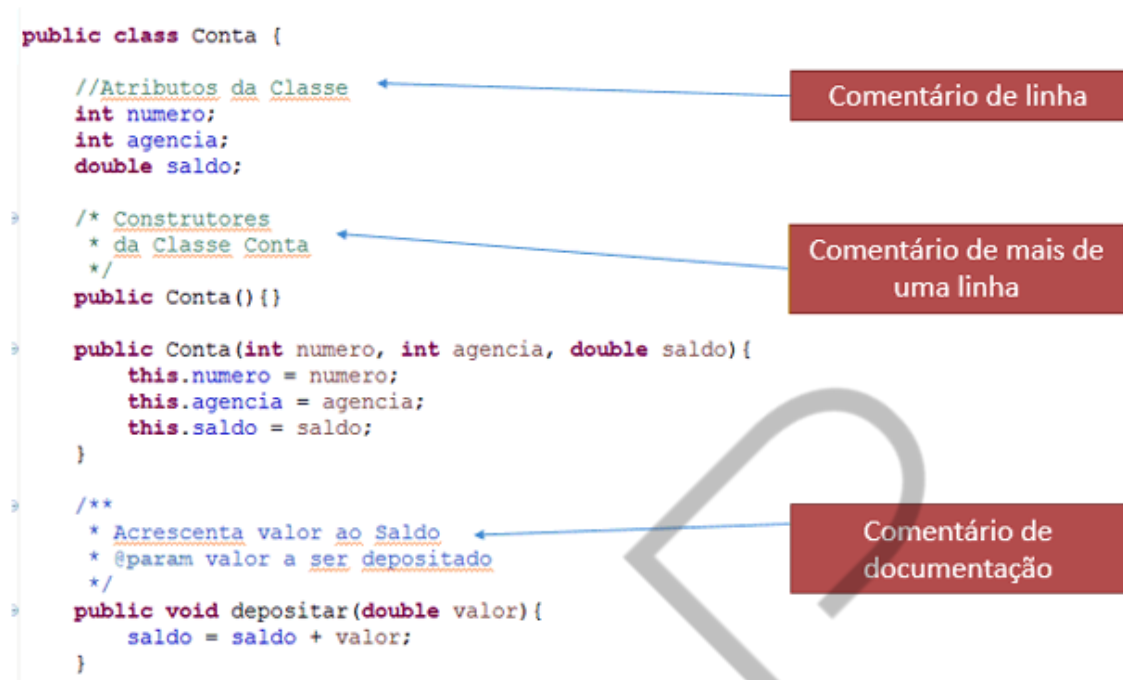 public class Conta {
//Atributos da Classe
Comentário de linha
int numero;
int agencia;
double saldo;
/* Construtores
* da Classe Conta
*/
Comentário de mais de
uma linha
public Conta(){}
public Conta(int numero, int agencia, double saldo){
this.numero = numero;
this.agencia = agencia;
this.saldo = saldo;
}
/**
* Acrescenta valor ao Saldo
* @param valor a ser depositado
*/
Comentário de
documentação
public void depositar(double valor){
saldo = saldo + valor;
}